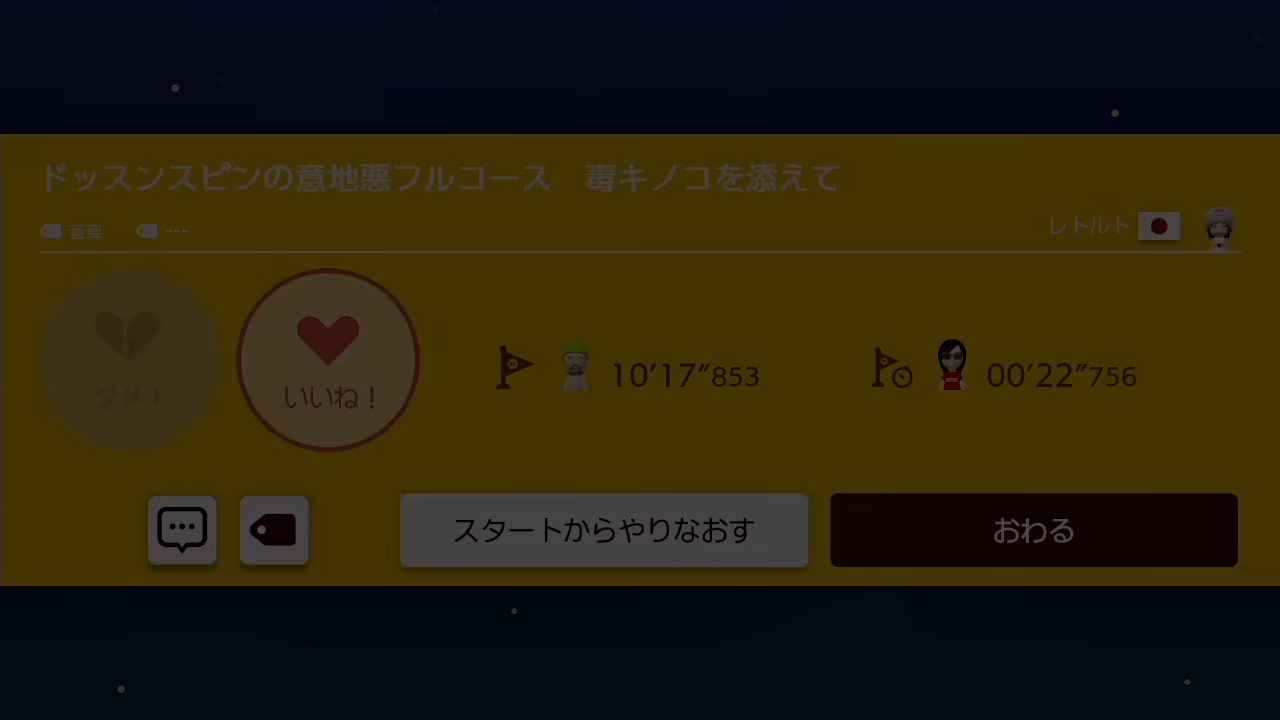 ドッスンスピンの意地悪フルコース　毒キノコを添えて
音楽 ---
レトルト
ダメ！
いいね！
10'17"853
00'22"756
スタートからやりなおす
おわる